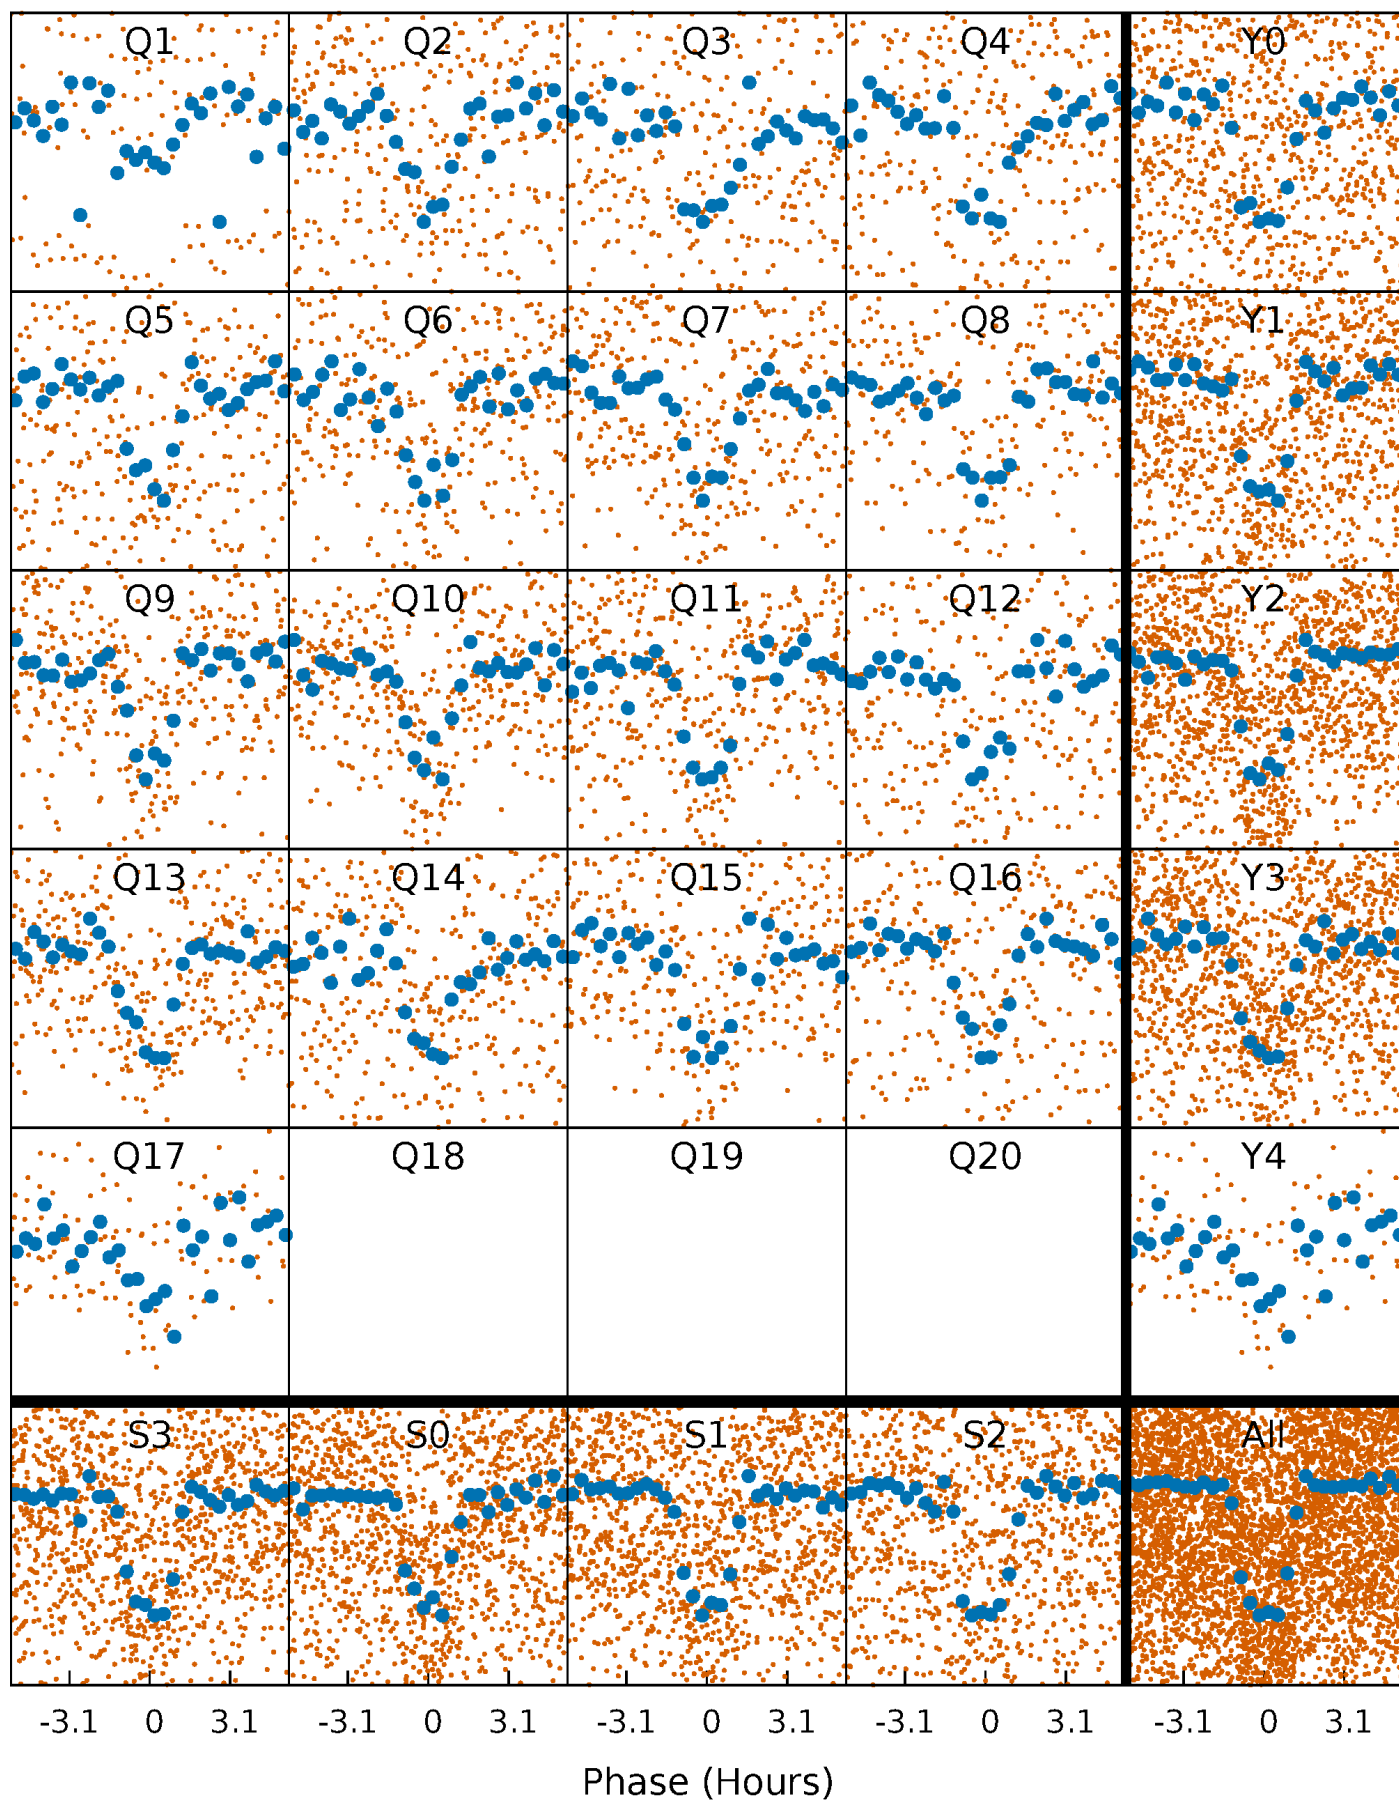 Q1 Q2 Q3 Q4 Y0
Q5 Q6 Q7 Q8 Y1
Q9 Q10 Q11 Q12 Y2
Q13 Q14 Q15 Q16 Y3
Q17 Q18 Q19 Q20 Y4
S3 S0 S1 S2 All
-3.1 0 3.1 -3.1 0 3.1 -3.1 0 3.1 -3.1 0 3.1 -3.1 0 3.1
Phase (Hours)